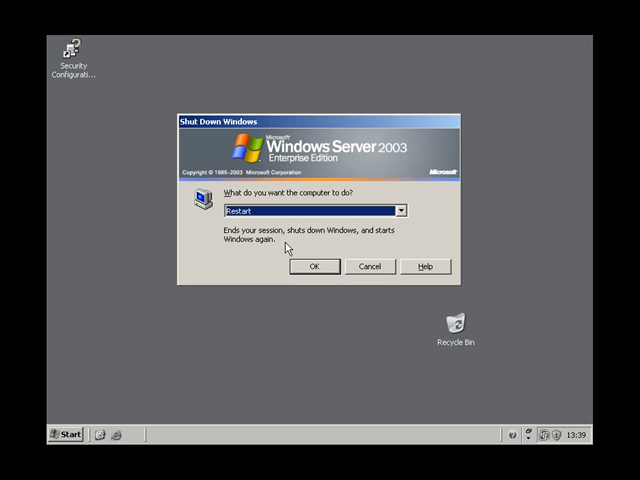 Security
Configurati...
Shut Down Windows
Microsoft
Windows Server 2003
Enterprise Edition
Copyright © 1985-2003 Microsoft Corporation
Microsoft
What do you want the computer to do?
Restart
Ends your session, shuts down Windows, and starts
Windows again.
OK
Cancel
Help
Recycle Bin
Start
13:39